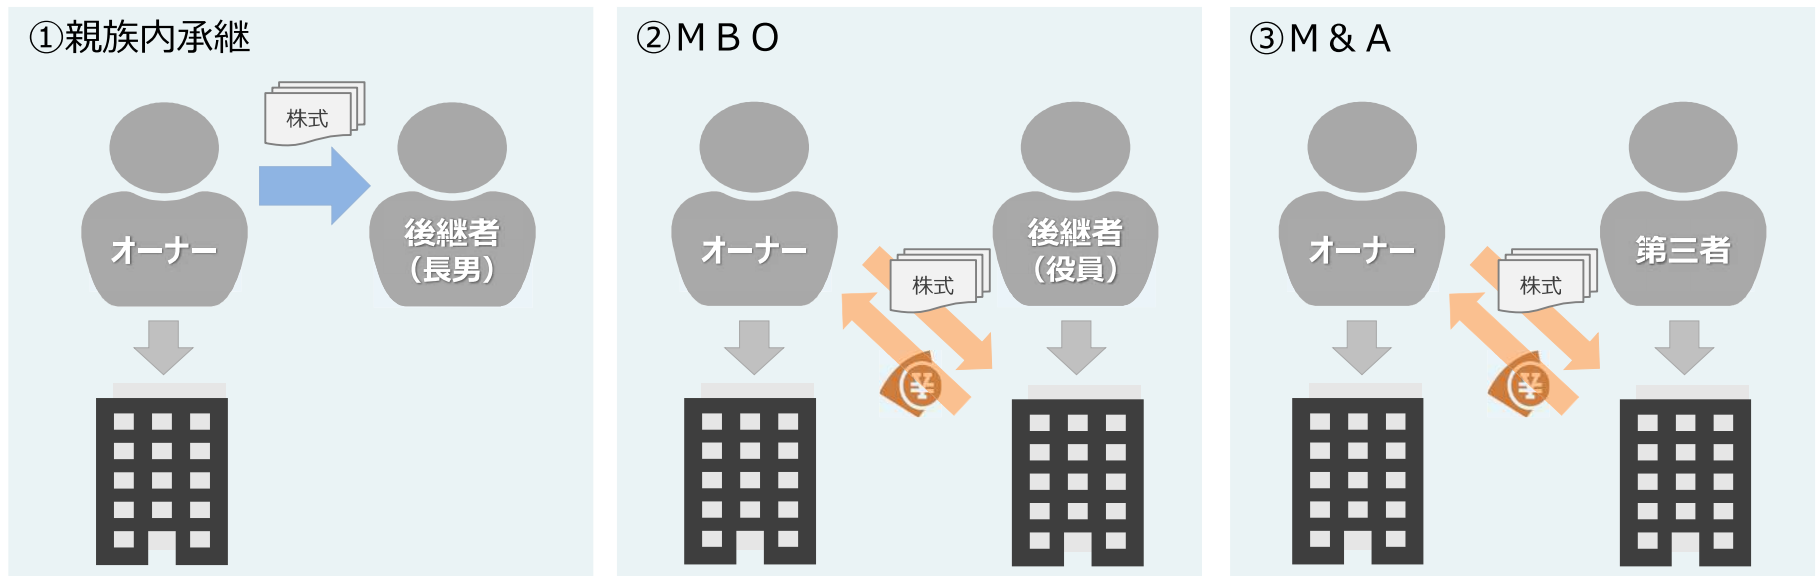 ①親族内承継
株式
オーナー
後継者
（長男）
②ＭＢＯ
オーナー
株式
後継者
（役員）
¥
③Ｍ＆Ａ
オーナー
株式
第三者
¥